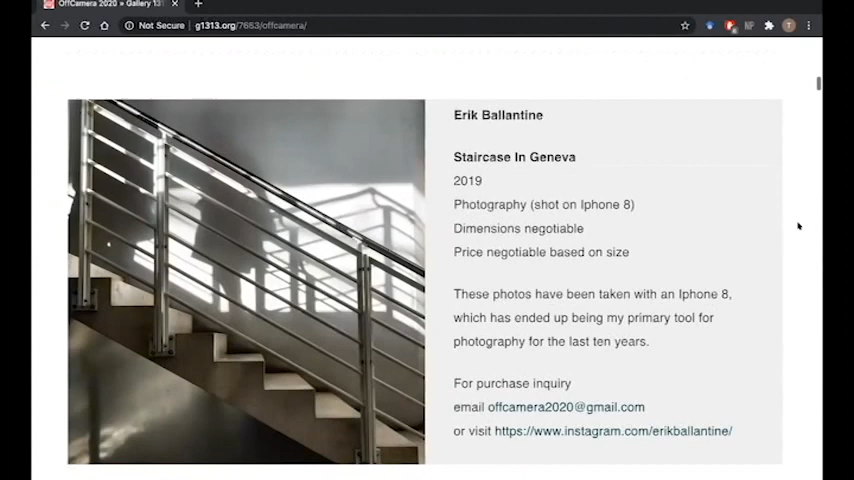 OffCamera 2020 » Gallery 131
Not Secure | g1313.org/7653/offcamera/
NP
T
Erik Ballantine
Staircase In Geneva
2019
Photography (shot on Iphone 8)
Dimensions negotiable
Price negotiable based on size
These photos have been taken with an Iphone 8,
which has ended up being my primary tool for
photography for the last ten years.
For purchase inquiry
email offcamera2020@gmail.com
or visit https://www.instagram.com/erikballantine/